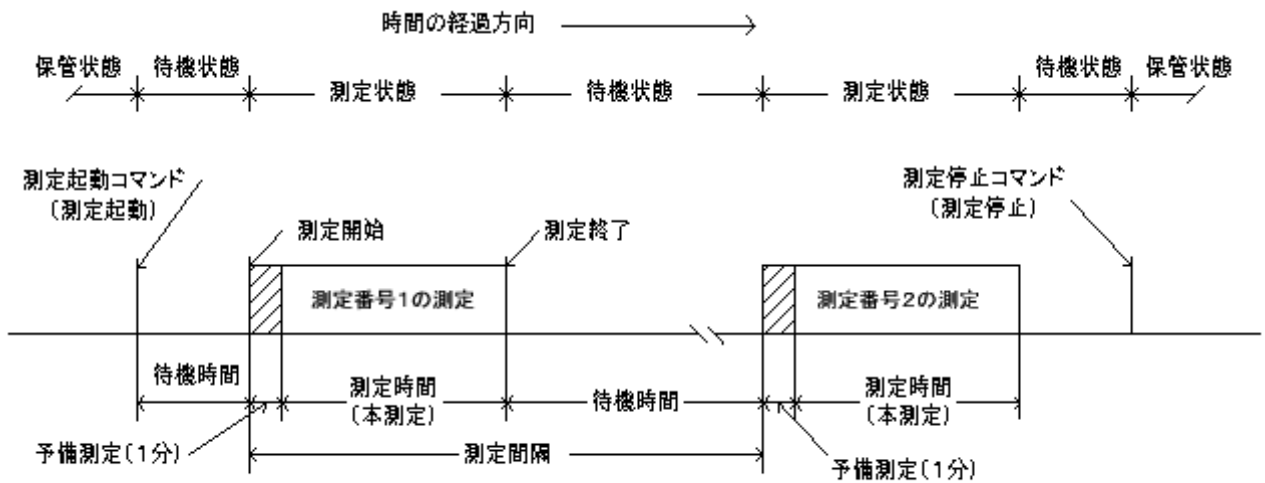 時間の経過方向
保管状態
待機状態
測定状態
待機状態
測定状態
待機状態
保管状態
測定起動コマンド
(測定起動)
測定停止コマンド
(測定停止)
測定開始
測定終了
測定番号1の測定
測定番号2の測定
待機時間
測定時間
(本測定)
待機時間
測定時間
(本測定)
予備測定(1分)
測定間隔
予備測定(1分)